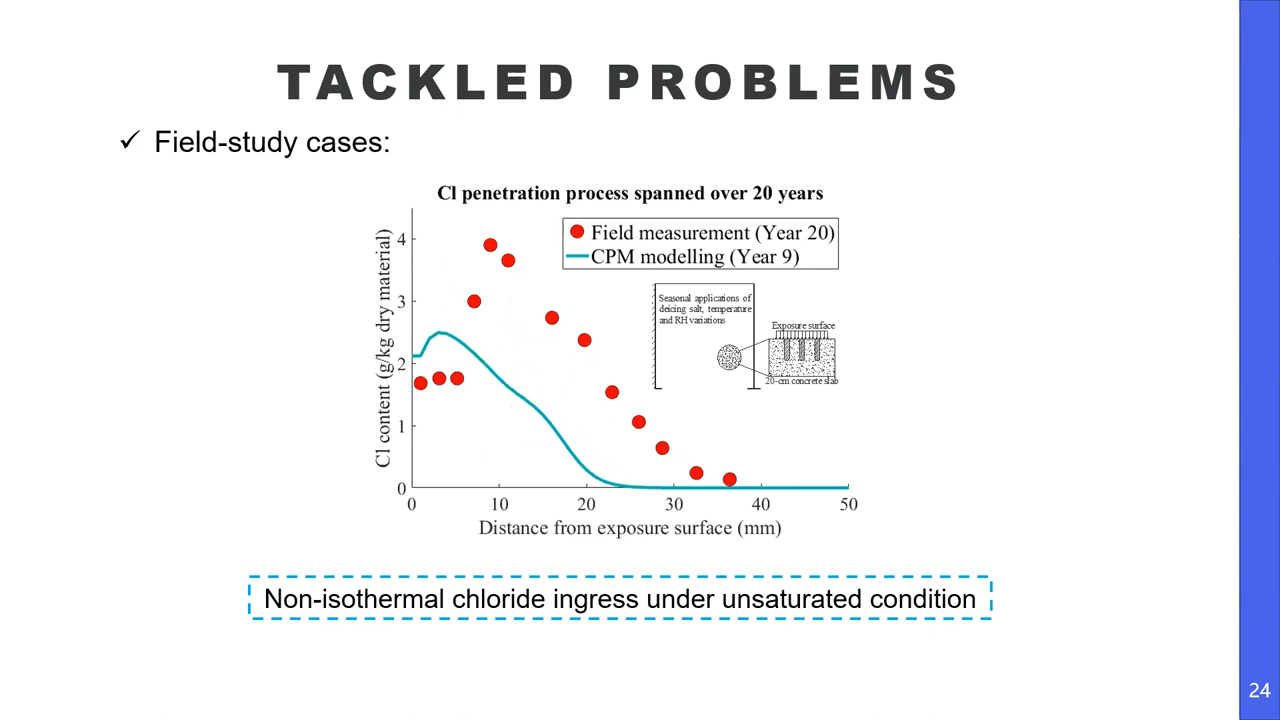 TACKLED PROBLEMS
✓ Field-study cases:
Cl penetration process spanned over 20 years
Field measurement (Year 20)
CPM modelling (Year 9)
Cl content (g/kg dry material)
4
3
2
1
0
Seasonal applications of
deicing salt, temperature
and RH variations
Exposure surface
20-cm concrete slab
0 10 20 30 40 50
Distance from exposure surface (mm)
Non-isothermal chloride ingress under unsaturated condition
24